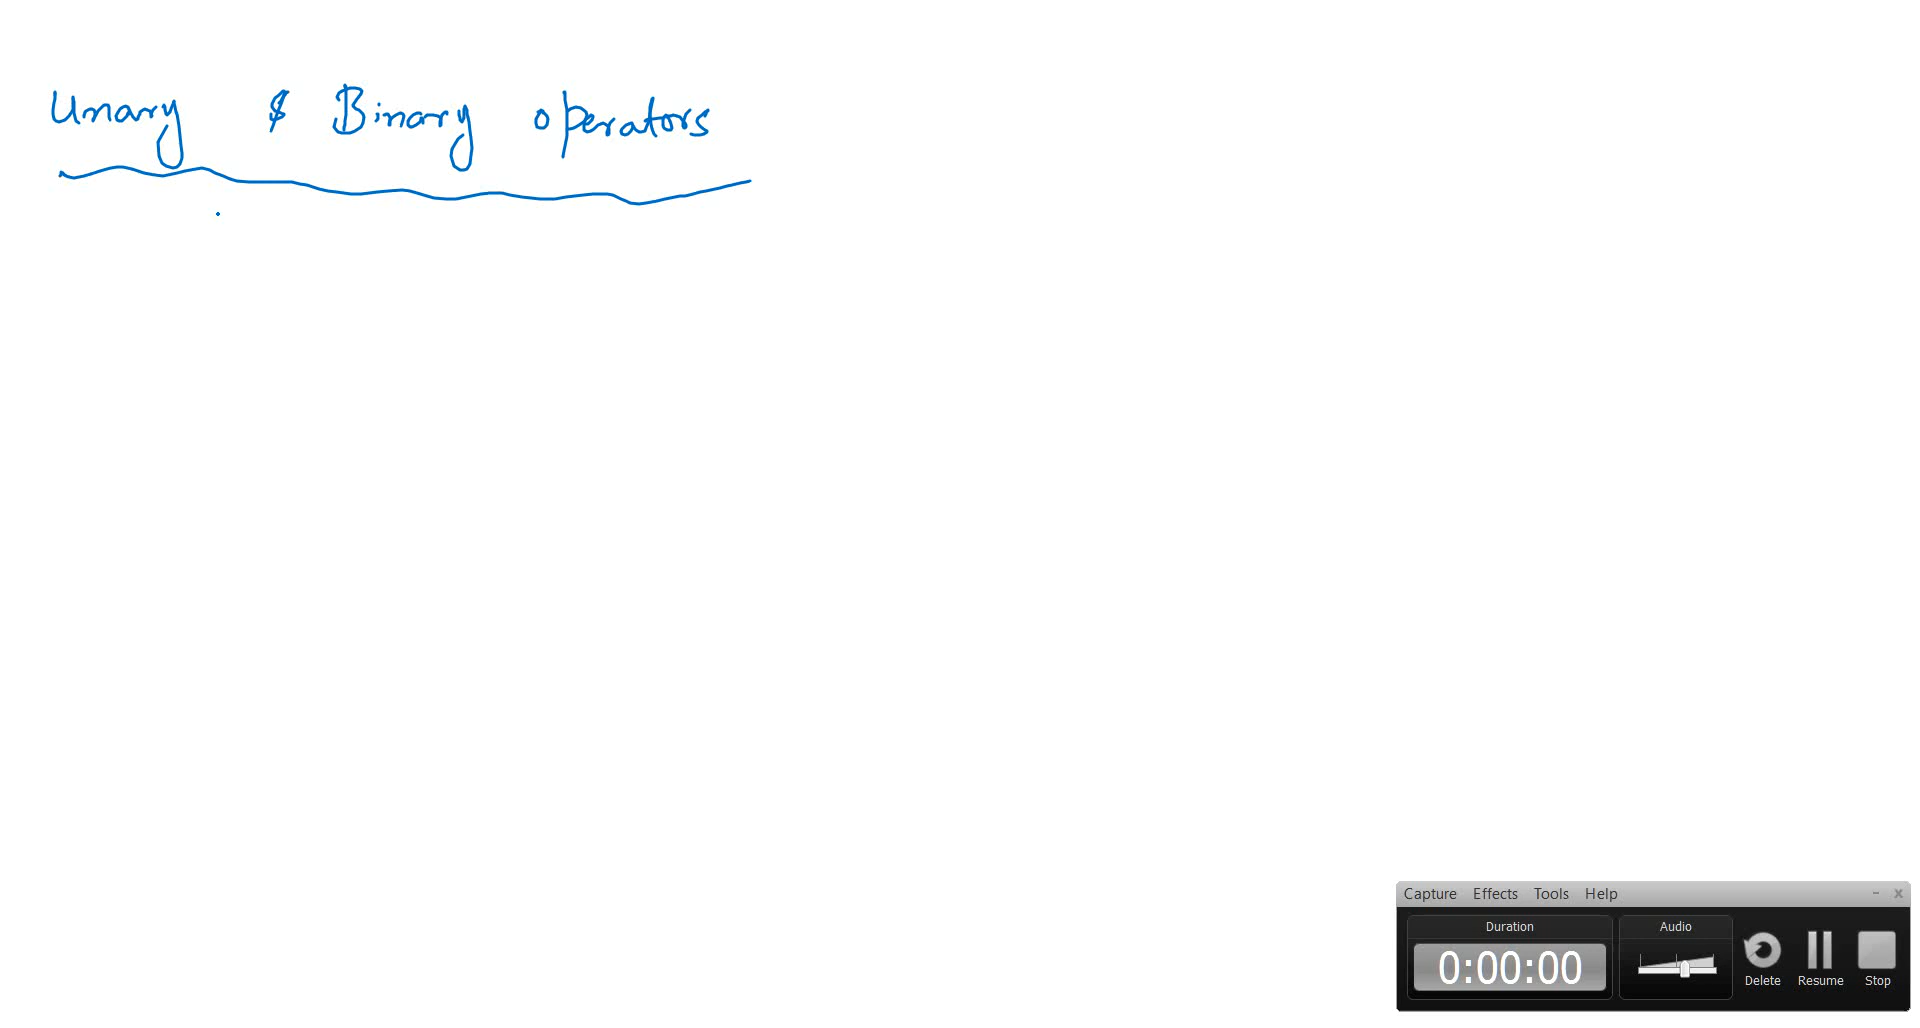 Unary & Binary operators
Capture Effects Tools Help
Duration Audio
0:00:00
Delete Resume Stop